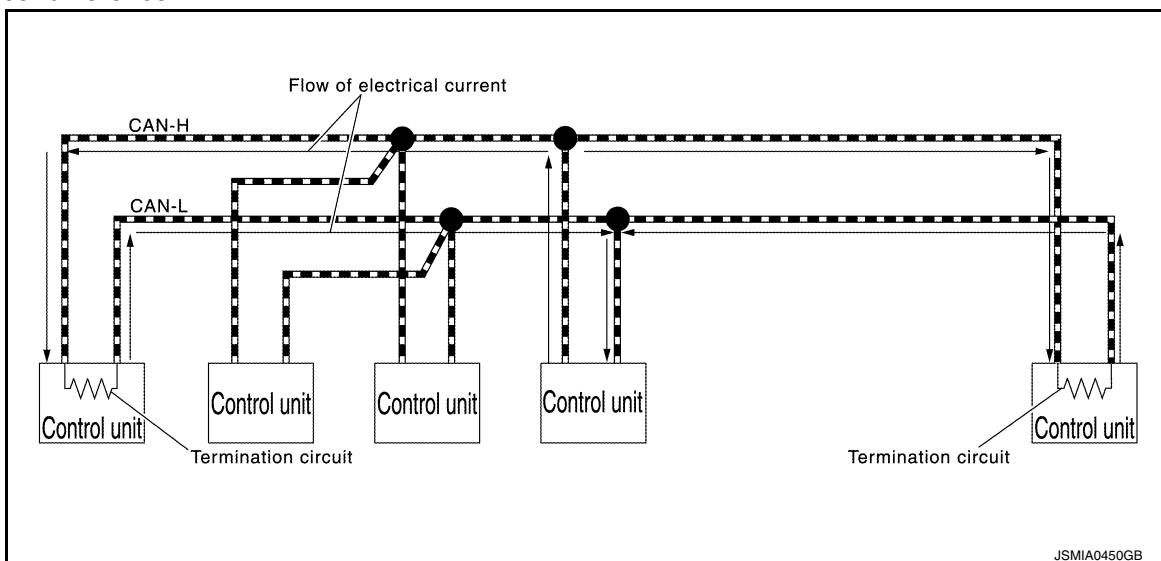 Flow of electrical current
CAN-H
CAN-L
Control unit
Control unit
Control unit
Control unit
Control unit
Termination circuit
Termination circuit
JSMIA0450GB